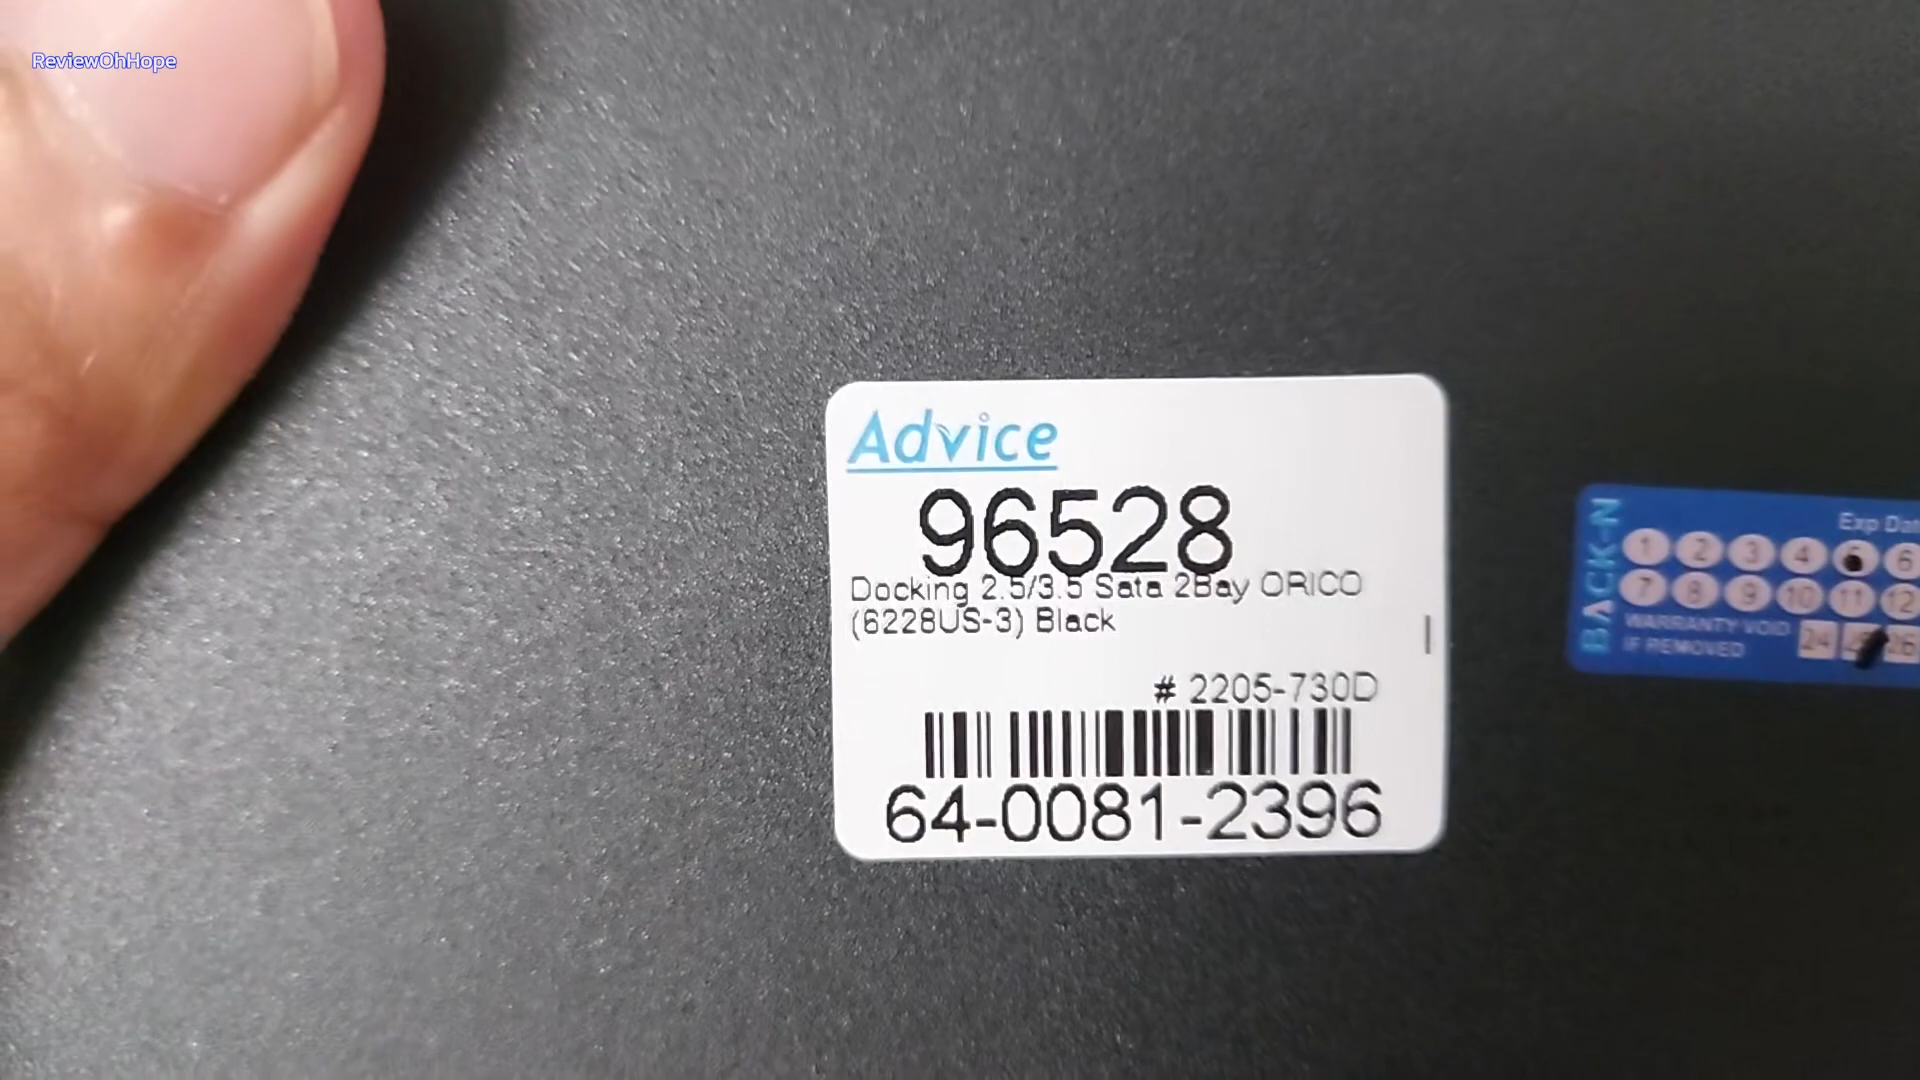 ReviewOhHope
Advice
96528
Docking 2.5/3.5 Sata 2Bay ORICO
(6228US-3) Black
# 2205-730D
64-0081-2396
BACK-N
Exp
1 2 3 4 5 6
7 8 9 10 11 12
WARRANTY VOID 24 26
IF REMOVED